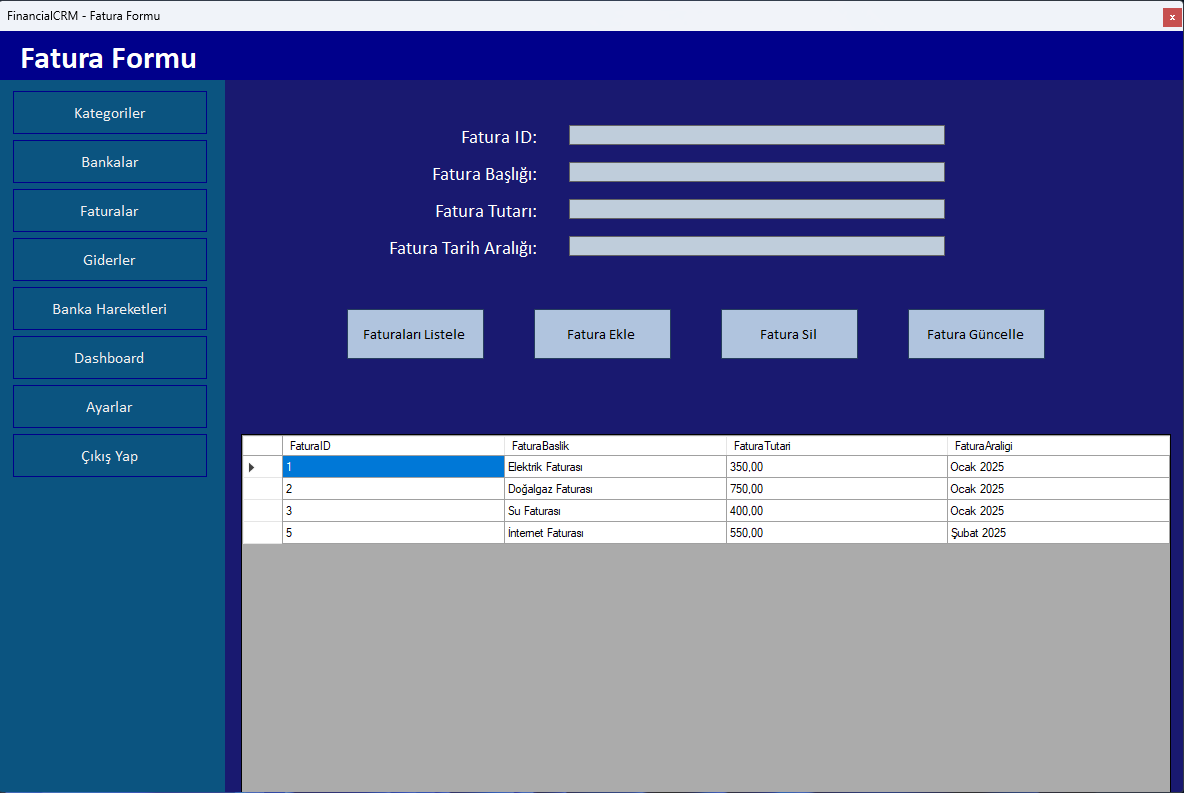 FinancialCRM - Fatura Formu
x
Fatura Formu
Kategoriler
Bankalar
Faturalar
Giderler
Banka Hareketleri
Dashboard
Ayarlar
Çıkış Yap
Fatura ID:
Fatura Başlığı:
Fatura Tutarı:
Fatura Tarih Aralığı:
Faturaları Listele Fatura Ekle Fatura Sil Fatura Güncelle
FaturaID FaturaBaslik FaturaTutari FaturaAraligi
1 Elektrik Faturası 350,00 Ocak 2025
2 Doğalgaz Faturası 750,00 Ocak 2025
3 Su Faturası 400,00 Ocak 2025
5 İnternet Faturası 550,00 Şubat 2025